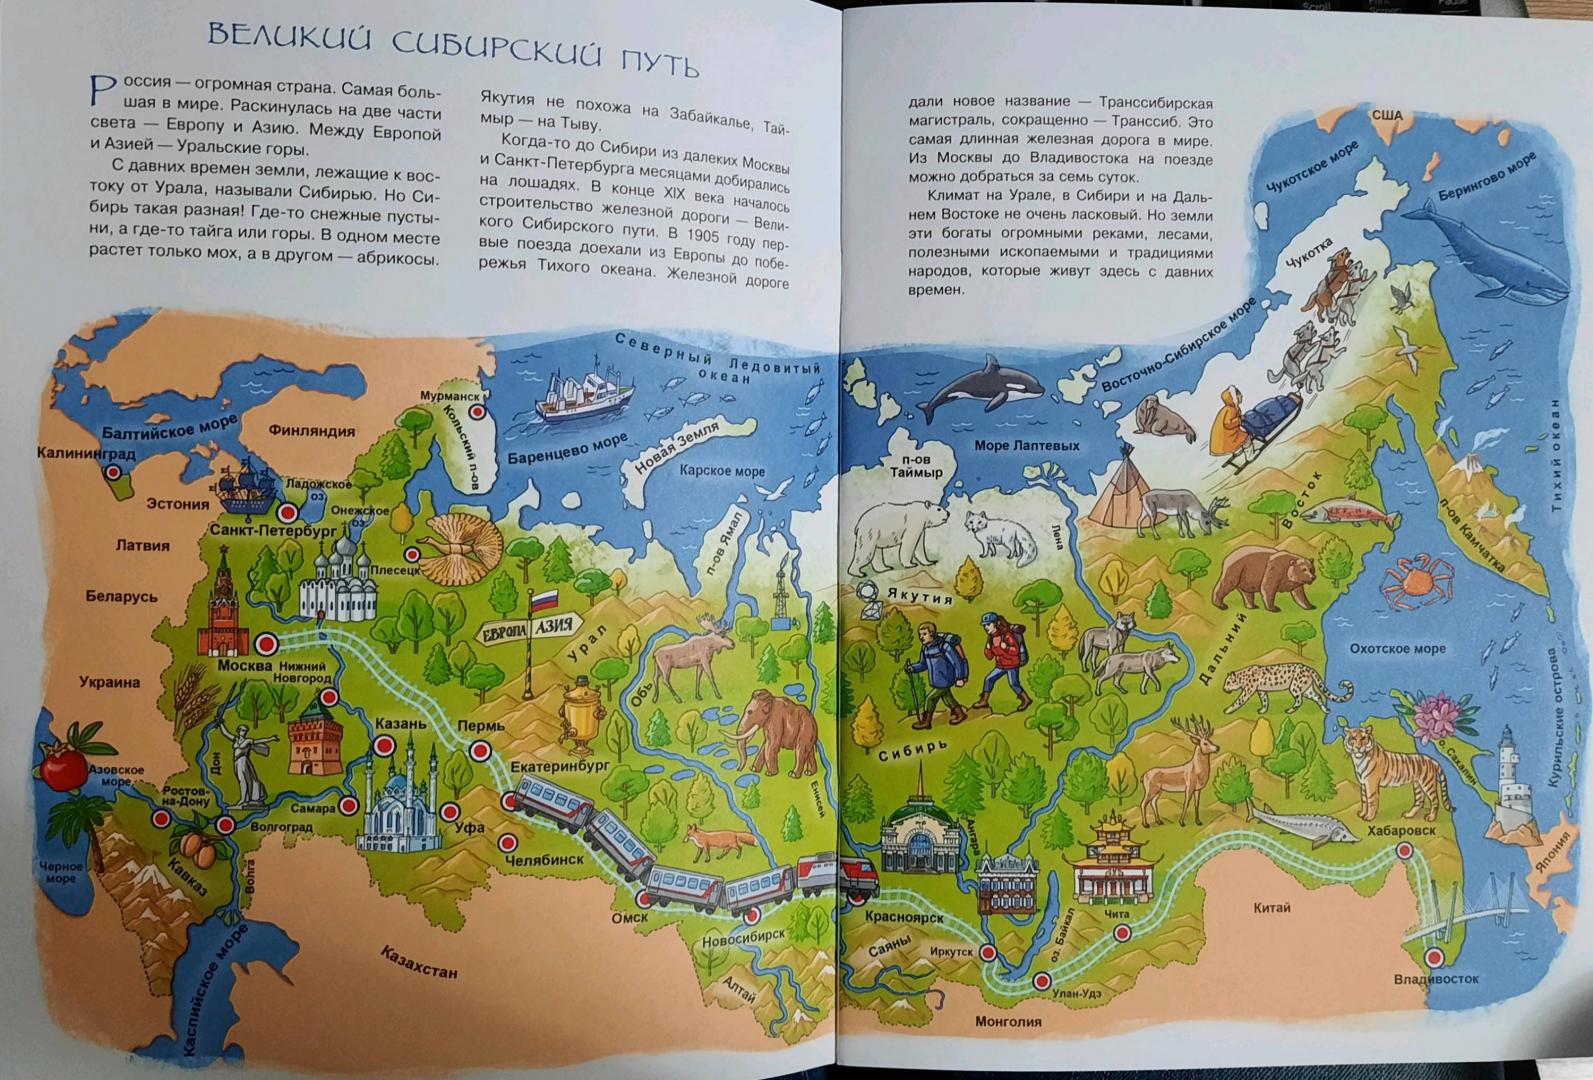 ВЕЛИКИЙ СИБИРСКИЙ ПУТЬ
Россия — огромная страна. Самая боль-
шая в мире. Раскинулась на две части
света — Европу и Азию. Между Европой
и Азией — Уральские горы.
С давних времен земли, лежащие к вос-
току от Урала, называли Сибирью. Но Си-
бирь такая разная! Где-то снежные пусты-
ни, а где-то тайга или горы. В одном месте
растет только мох, а в другом — абрикосы.
Якутия не похожа на Забайкалье, Тай-
мыр — на Тыву.
Когда-то до Сибири из далеких Москвы
и Санкт-Петербурга месяцами добирались
на лошадях. В конце XIX века началось
строительство железной дороги — Вели-
кого Сибирского пути. В 1905 году пер-
вые поезда доехали из Европы до побе-
режья Тихого океана. Железной дороге
дали новое название — Транссибирская
магистраль, сокращенно — Транссиб. Это
самая длинная железная дорога в мире.
Из Москвы до Владивостока на поезде
можно добраться за семь суток.
Климат на Урале, в Сибири и на Даль-
нем Востоке не очень ласковый. Но земли
эти богаты огромными реками, лесами,
полезными ископаемыми и традициями
народов, которые живут здесь с давних
времен.
США
Чукотское море
Берингово море
Чукотка
Восточно-Сибирское море
Северный Ледовитый
океан
Мурманск
Кольский п-ов
Балтийское море
Финляндия
Баренцево море
Новая Земля
Карское море
Море Лаптевых
п-ов
Таймыр
Тихий океан
Калининград
Эстония
Ладожское
оз.
Онежское
оз.
Санкт-Петербург
Латвия
Плесецк
п-ов Ямал
Лена
Восток
п-ов Камчатка
Беларусь
ЕВРОПА
АЗИЯ
Урал
Якутия
Дальний
Охотское море
Курильские острова
Москва
Нижний
Новгород
Украина
Обь
Казань
Пермь
Сибирь
о. Сахалин
Дон
Екатеринбург
Енисей
Азовское
море
Ростов-
на-Дону
Самара
Волгоград
Уфа
Челябинск
Ангара
Хабаровск
Япония
Черное
море
Кавказ
Волга
Омск
Новосибирск
Красноярск
Чита
Китай
Казахстан
Алтай
Саяны
Иркутск
оз. Байкал
Улан-Удэ
Владивосток
Каспийское море
Монголия
Scroll
Print
Screen
Pause